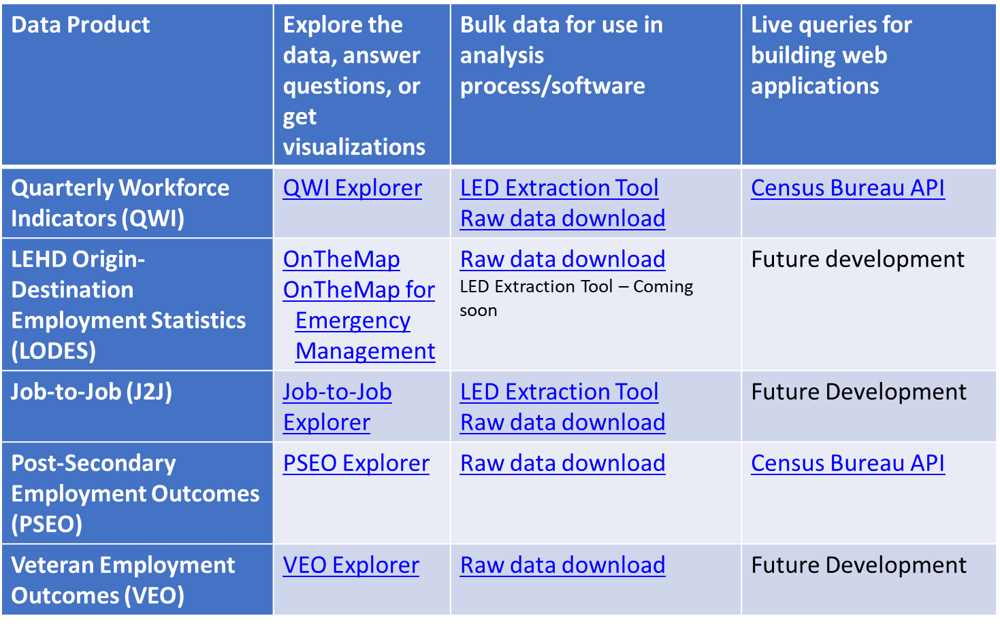 Data Product
Explore the
data, answer
questions, or
get
visualizations
Bulk data for use in
analysis
process/software
Live queries for
building web
applications
Quarterly Workforce
Indicators (QWI)
QWI Explorer
LED Extraction Tool
Raw data download
Census Bureau API
LEHD Origin-
Destination
Employment Statistics
(LODES)
OnTheMap
OnTheMap for
Emergency
Management
Raw data download
LED Extraction Tool – Coming
soon
Future development
Job-to-Job (J2J)
Job-to-Job
Explorer
LED Extraction Tool
Raw data download
Future Development
Post-Secondary
Employment Outcomes
(PSEO)
PSEO Explorer
Raw data download
Census Bureau API
Veteran Employment
Outcomes (VEO)
VEO Explorer
Raw data download
Future Development